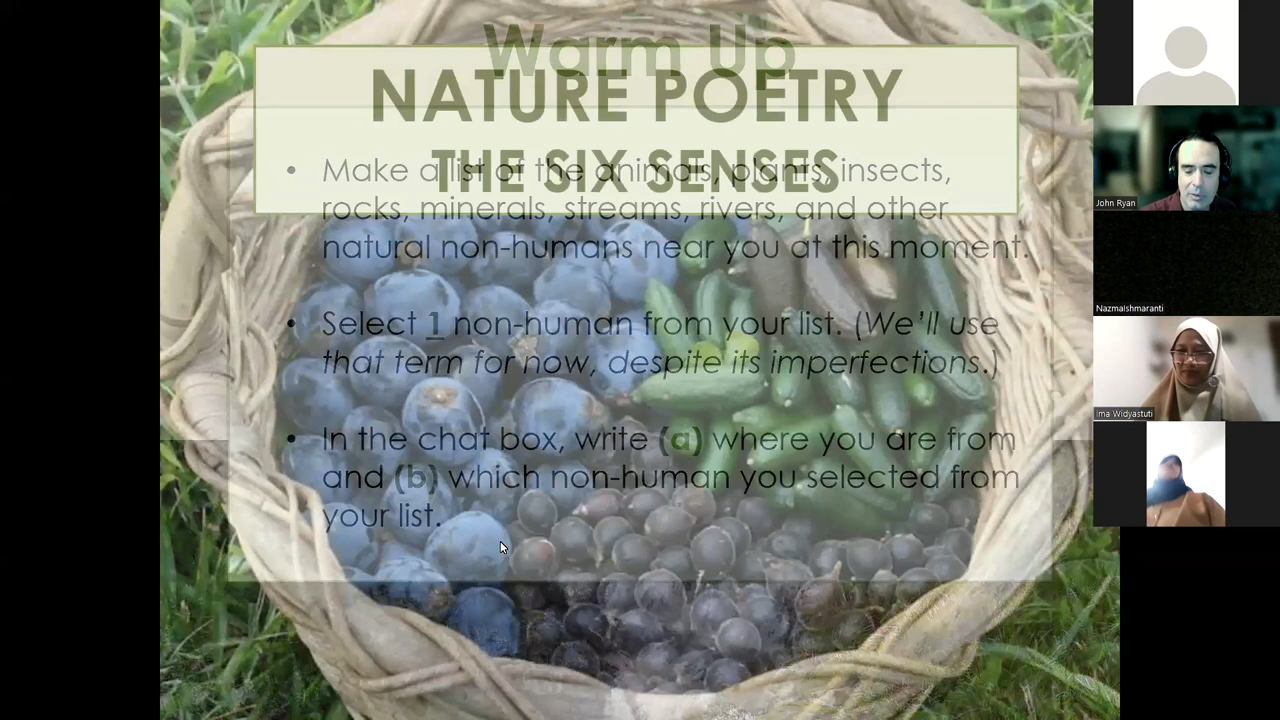 Warm Up
NATURE POETRY
THE SIX SENSES
• Make a list of the animals, plants, insects,
rocks, minerals, streams, rivers, and other
natural non-humans near you at this moment.
• Select 1 non-human from your list. (We'll use
that term for now, despite its imperfections.)
• In the chat box, write (a) where you are from
and (b) which non-human you selected from
your list.
John Ryan
NazmaIshmaranti
Ima Widyastuti